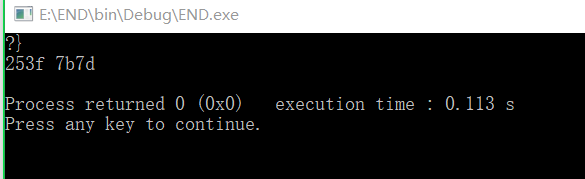 E:\END\bin\Debug\END.exe
?}
253f 7b7d
Process returned 0 (0x0)   execution time : 0.113 s
Press any key to continue.